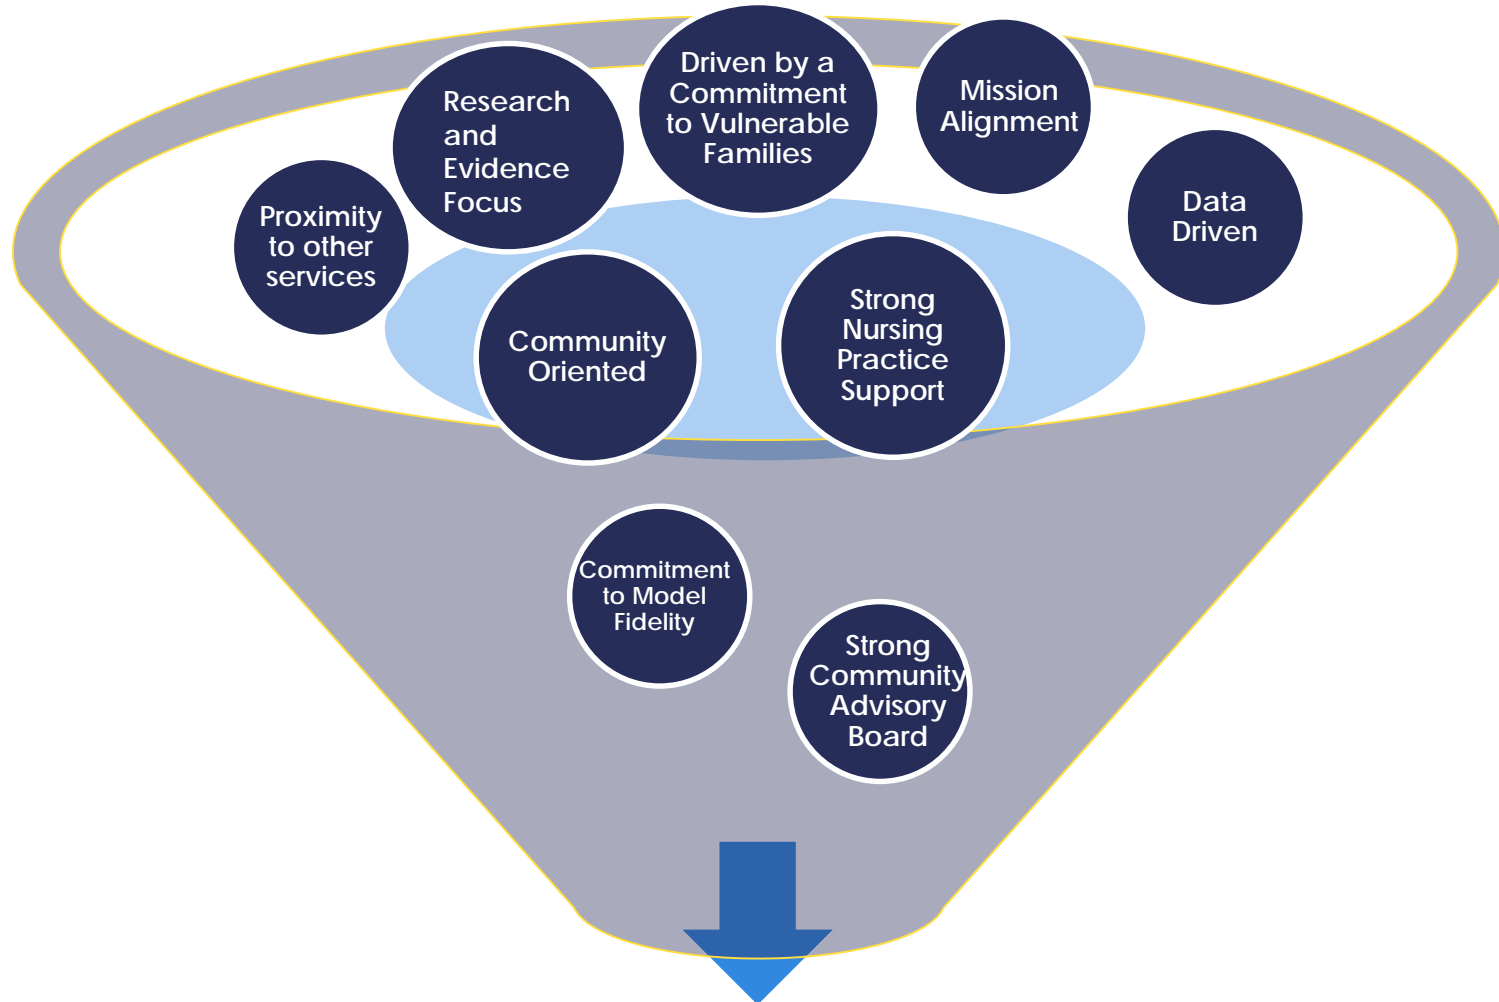 Research
and
Evidence
Focus
Driven by a
Commitment
to Vulnerable
Families
Mission
Alignment
Proximity
to other
services
Data
Driven
Community
Oriented
Strong
Nursing
Practice
Support
Commitment
to Model
Fidelity
Strong
Community
Advisory
Board